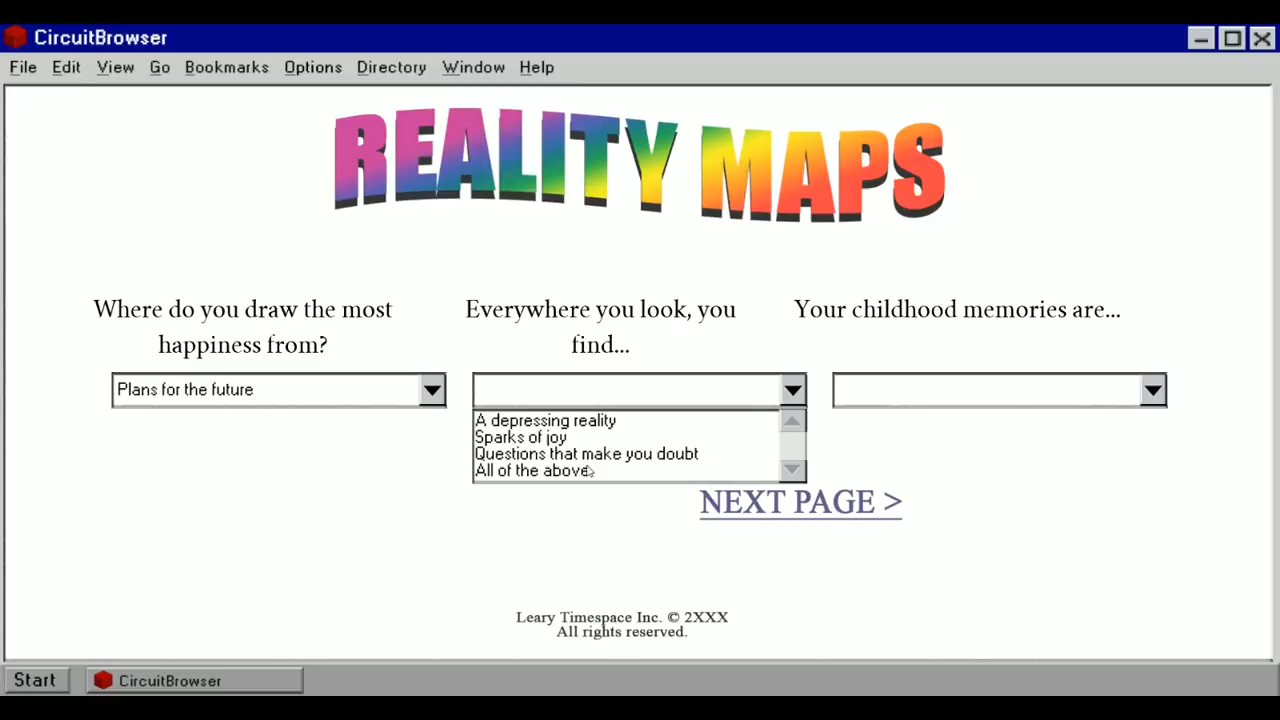 CircuitBrowser
File Edit View Go Bookmarks Options Directory Window Help
REALITY MAPS
Where do you draw the most
happiness from?
Plans for the future
Everywhere you look, you
find...
A depressing reality
Sparks of joy
Questions that make you doubt
All of the above
Your childhood memories are...
NEXT PAGE >
Leary Timespace Inc. © 2XXX
All rights reserved.
Start
CircuitBrowser